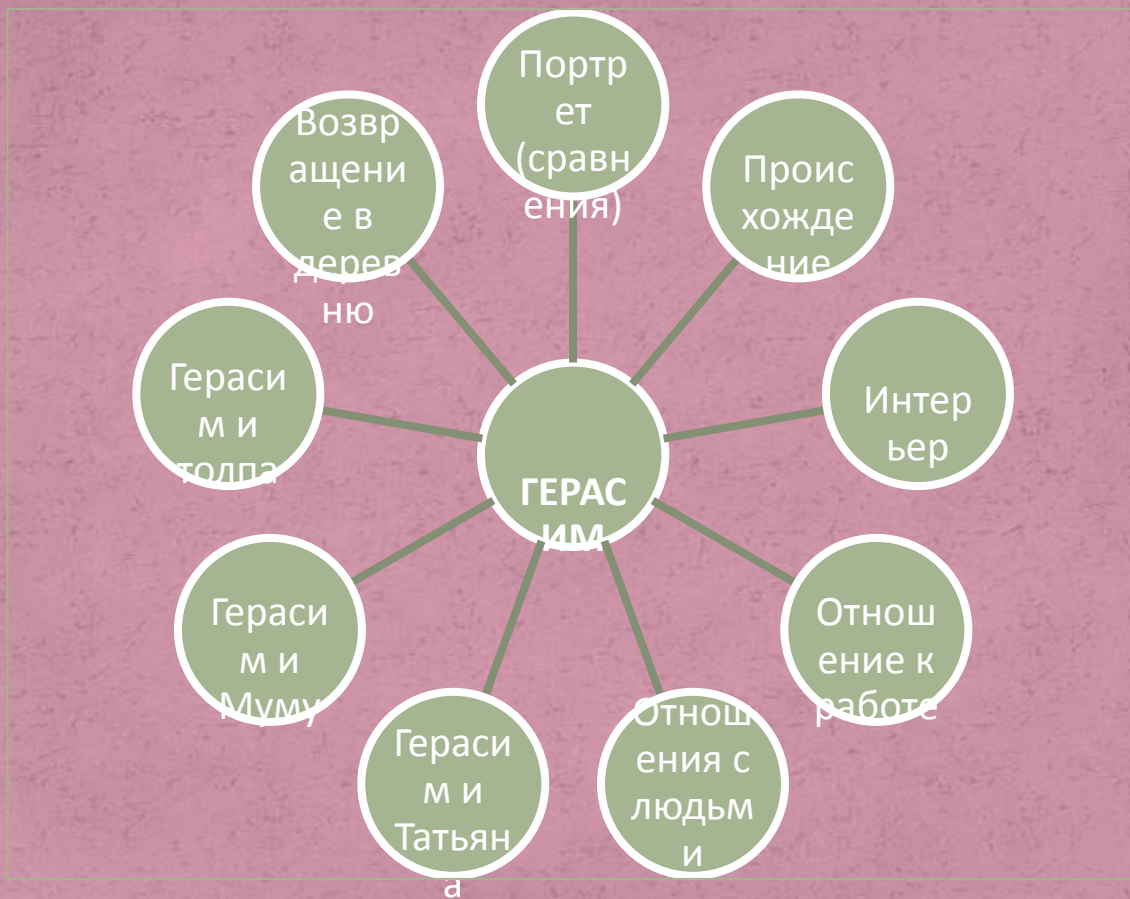 Портр
ет
(сравн
ения)
Проис
хожде
ние
Интер
ьер
Отнош
ение к
работе
Отнош
ения с
людьм
и
Гераси
м и
Татьян
а
Гераси
м и
Муму
Гераси
м и
толпа
Возвр
ащени
е в
дерев
ню
ГЕРАС
ИМ